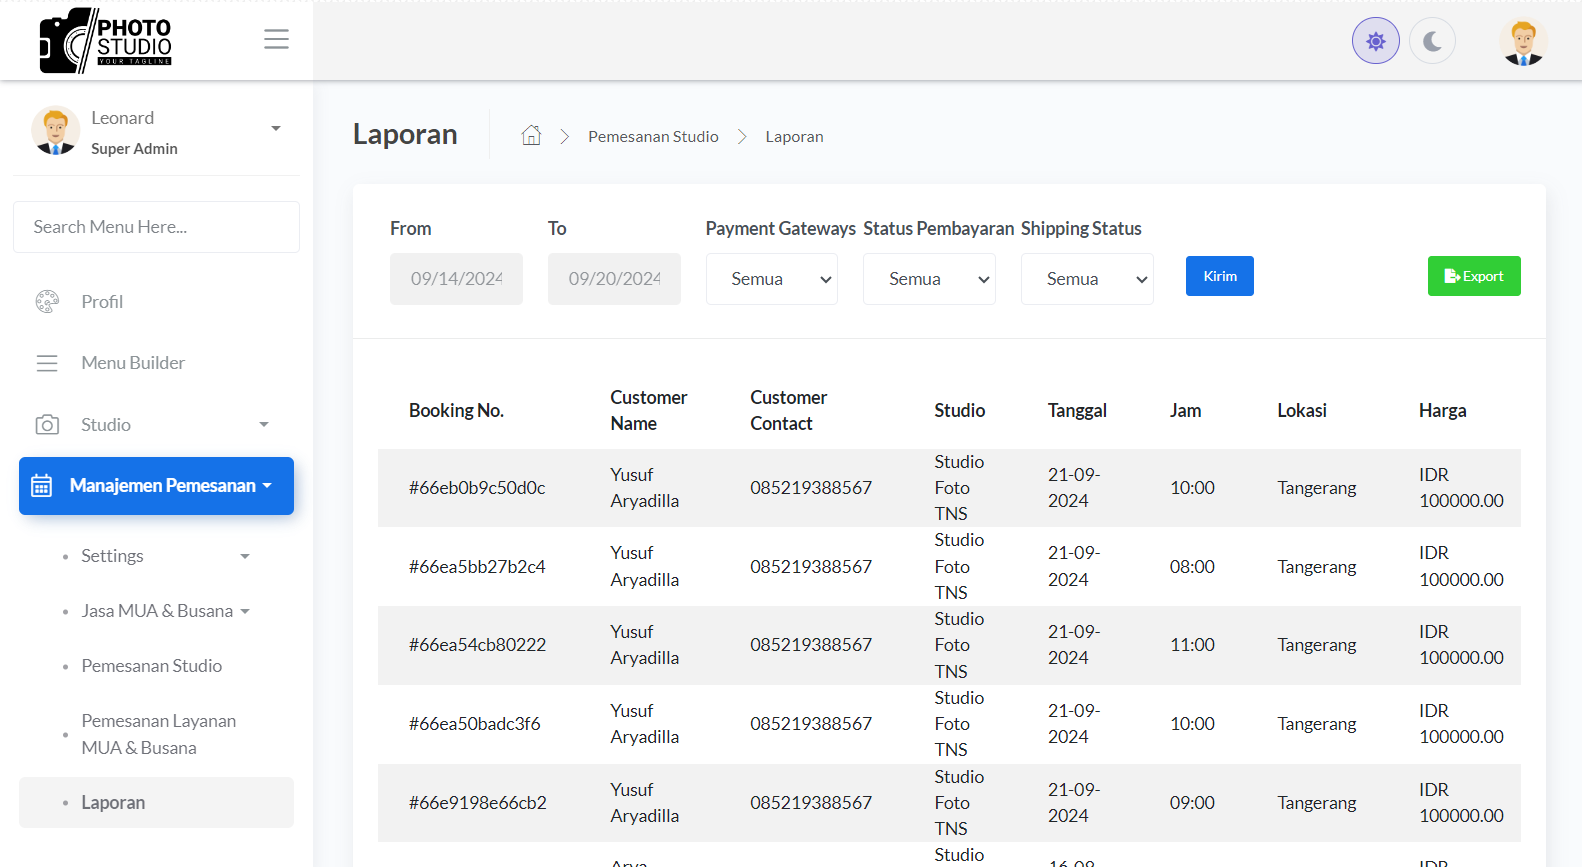 PHOTO
STUDIO
YOUR TAGLINE
Leonard
Super Admin
Search Menu Here...
Profil
Menu Builder
Studio
Manajemen Pemesanan
Settings
Jasa MUA & Busana
Pemesanan Studio
Pemesanan Layanan
MUA & Busana
Laporan
Laporan
Pemesanan Studio
Laporan
From To Payment Gateways Status Pembayaran Shipping Status
09/14/2024 09/20/2024 Semua Semua Semua Kirim Export
Booking No. Customer Name Customer Contact Studio Tanggal Jam Lokasi Harga
#66eb0b9c50d0c Yusuf Aryadilla 085219388567 Studio Foto TNS 21-09-2024 10:00 Tangerang IDR 100000.00
#66ea5bb27b2c4 Yusuf Aryadilla 085219388567 Studio Foto TNS 21-09-2024 08:00 Tangerang IDR 100000.00
#66ea54cb80222 Yusuf Aryadilla 085219388567 Studio Foto TNS 21-09-2024 11:00 Tangerang IDR 100000.00
#66ea50badc3f6 Yusuf Aryadilla 085219388567 Studio Foto TNS 21-09-2024 10:00 Tangerang IDR 100000.00
#66e9198e66cb2 Yusuf Aryadilla 085219388567 Studio Foto TNS 21-09-2024 09:00 Tangerang IDR 100000.00
Arya Studio 16-09- IDR